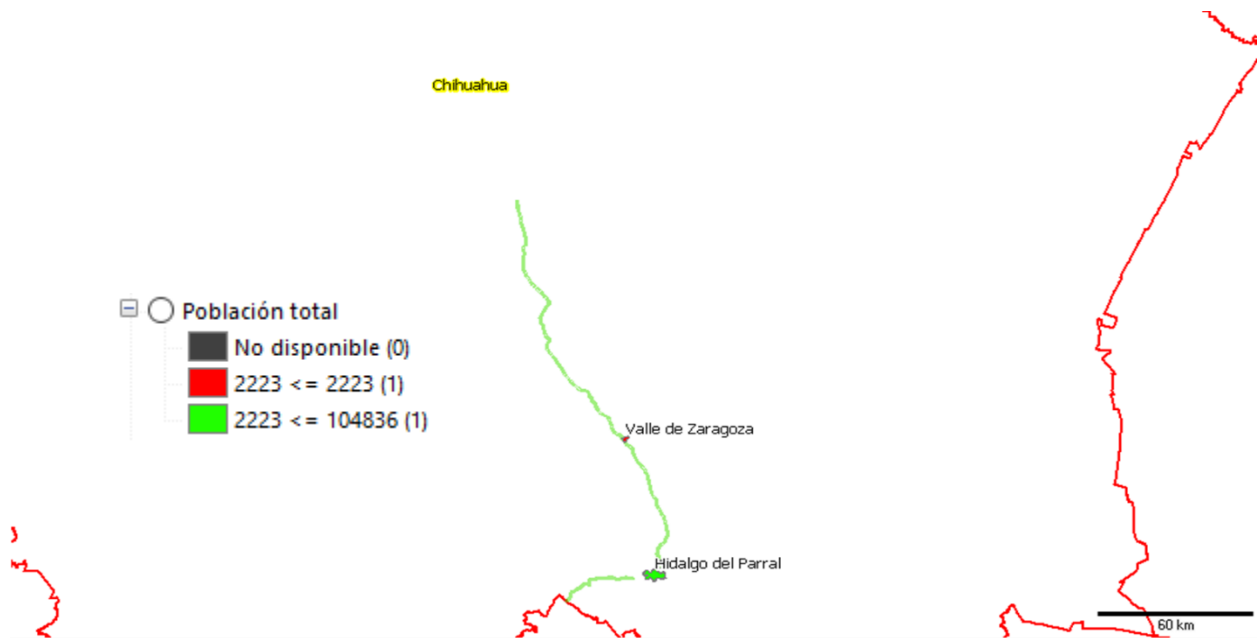 Chihuahua
Población total
No disponible (0)
2223 <= 2223 (1)
2223 <= 104836 (1)
Valle de Zaragoza
Hidalgo del Parral
60 km